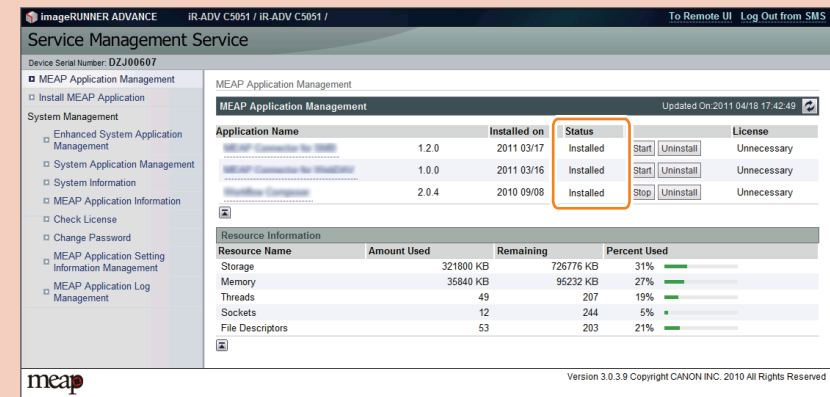 imageRUNNER ADVANCE iR-ADV C5051 / iR-ADV C5051 / To Remote UI Log Out from SMS
Service Management Service
Device Serial Number: DZJ00607
MEAP Application Management
Install MEAP Application
System Management
Enhanced System Application
Management
System Application Management
System Information
MEAP Application Information
Check License
Change Password
MEAP Application Setting
Information Management
MEAP Application Log
Management
MEAP Application Management
MEAP Application Management Updated On:2011 04/18 17:42:49
Application Name Installed on Status License
1.2.0 2011 03/17 Installed Start Uninstall Unnecessary
1.0.0 2011 03/16 Installed Start Uninstall Unnecessary
2.0.4 2010 09/08 Installed Stop Uninstall Unnecessary
Resource Information
Resource Name Amount Used Remaining Percent Used
Storage 321800 KB 726776 KB 31%
Memory 35840 KB 95232 KB 27%
Threads 49 207 19%
Sockets 12 244 5%
File Descriptors 53 203 21%
meap Version 3.0.3.9 Copyright CANON INC. 2010 All Rights Reserved